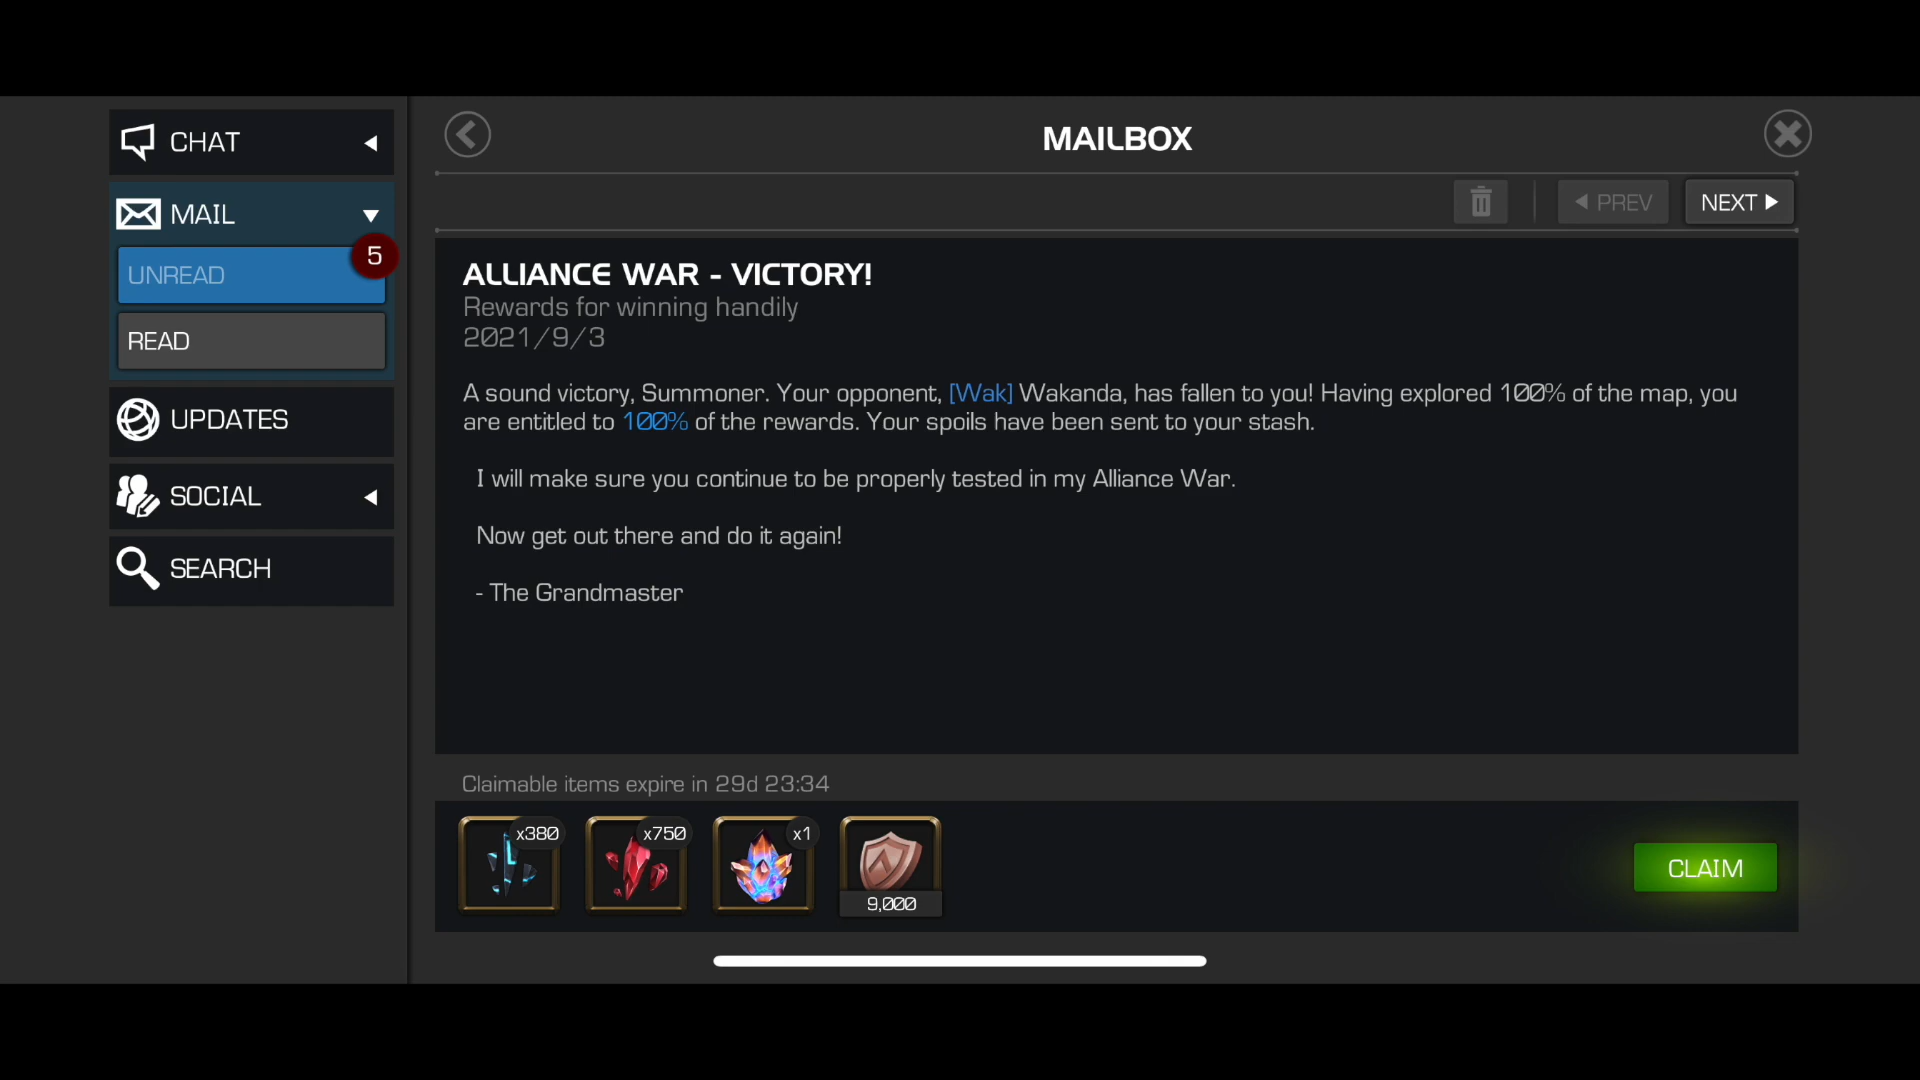 CHAT
MAIL
5
UNREAD
READ
UPDATES
SOCIAL
SEARCH
MAILBOX
PREV
NEXT
ALLIANCE WAR - VICTORY!
Rewards for winning handily
2021/9/3
A sound victory, Summoner. Your opponent, [Wak] Wakanda, has fallen to you! Having explored 100% of the map, you
are entitled to 100% of the rewards. Your spoils have been sent to your stash.
I will make sure you continue to be properly tested in my Alliance War.
Now get out there and do it again!
- The Grandmaster
Claimable items expire in 29d 23:34
x380
x750
x1
9,000
CLAIM